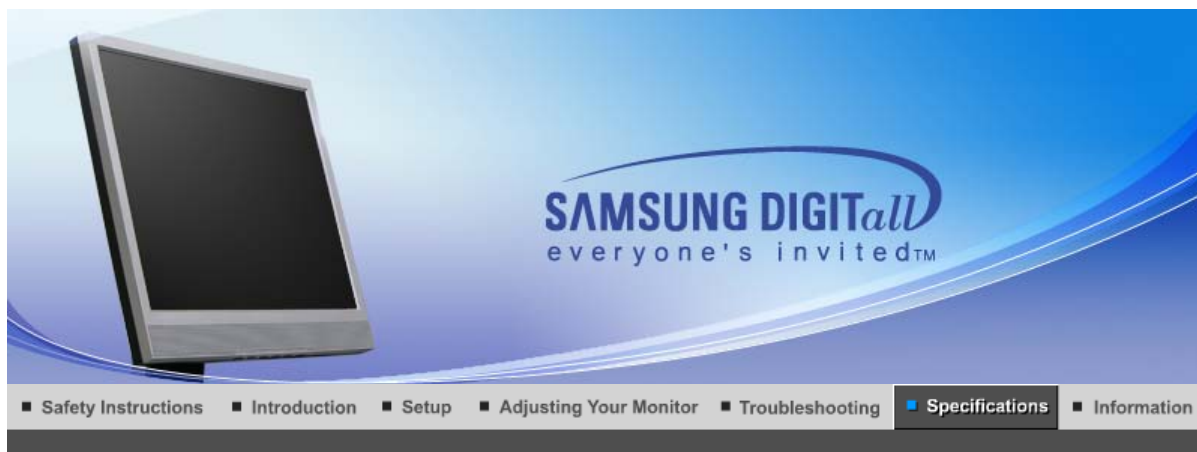 SAMSUNG DIGITall
everyone's invited™
Safety Instructions Introduction Setup Adjusting Your Monitor Troubleshooting Specifications Information